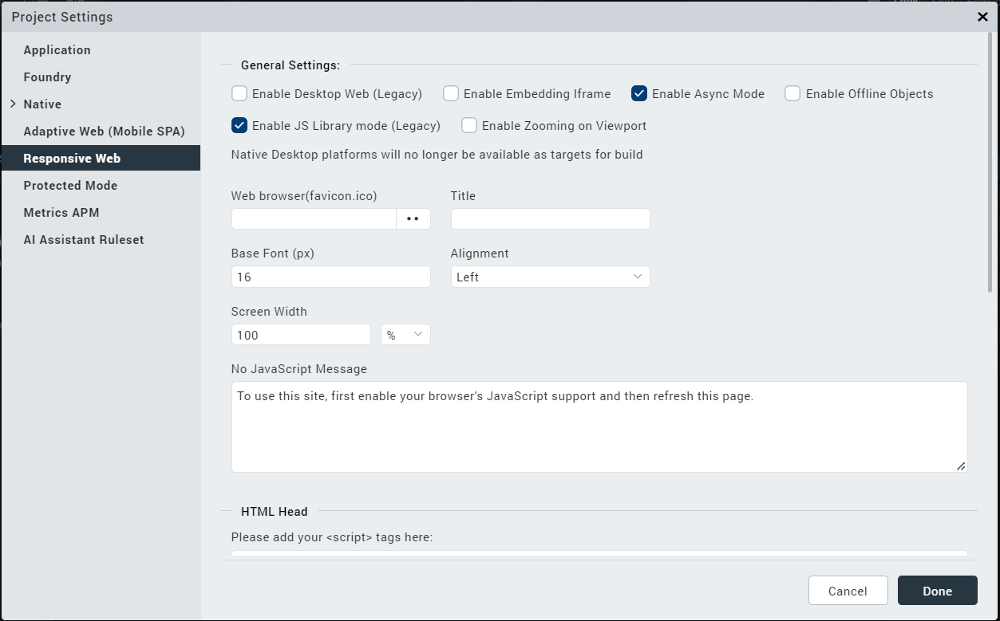 Project Settings
Application
Foundry
Native
Adaptive Web (Mobile SPA)
Responsive Web
Protected Mode
Metrics APM
AI Assistant Ruleset
General Settings:
Enable Desktop Web (Legacy) Enable Embedding Iframe Enable Async Mode Enable Offline Objects
Enable JS Library mode (Legacy) Enable Zooming on Viewport
Native Desktop platforms will no longer be available as targets for build
Web browser(favicon.ico) Title
Base Font (px) Alignment
16 Left
Screen Width
100 %
No JavaScript Message
To use this site, first enable your browser's JavaScript support and then refresh this page.
HTML Head
Please add your <script> tags here:
Cancel Done